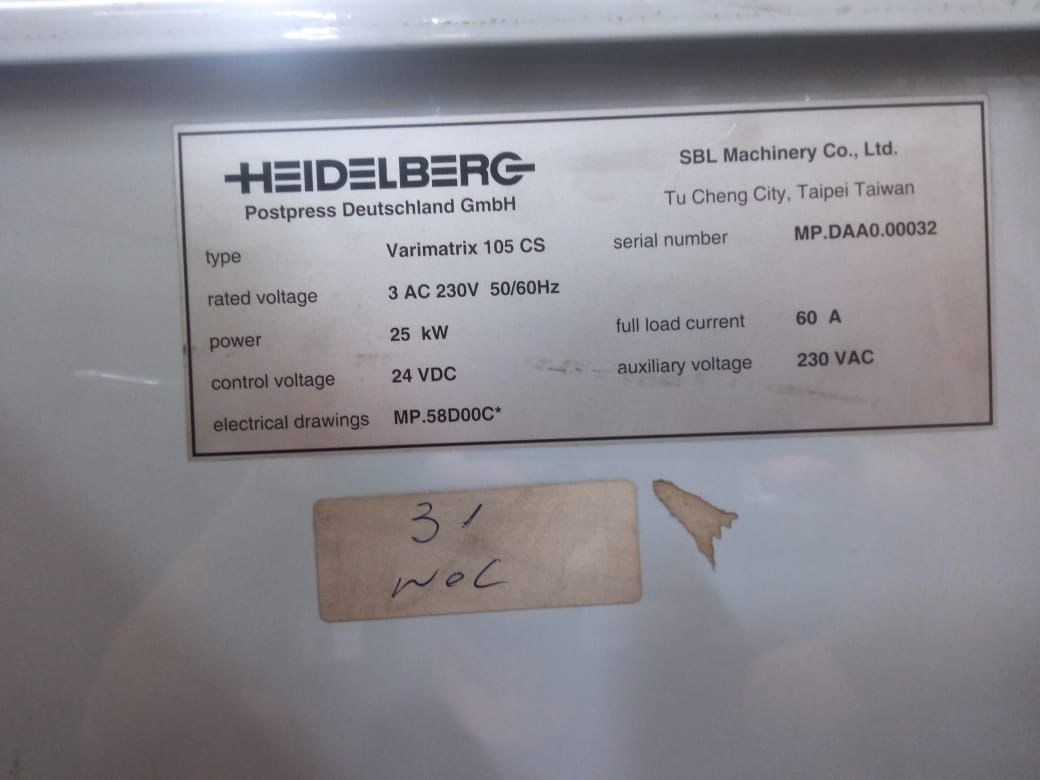 HEIDELBERG
Postpress Deutschland GmbH
SBL Machinery Co., Ltd.
Tu Cheng City, Taipei Taiwan
type Varimatrix 105 CS serial number MP.DAA0.00032
rated voltage 3 AC 230V 50/60Hz
power 25 kW full load current 60 A
control voltage 24 VDC auxiliary voltage 230 VAC
electrical drawings MP.58D00C*
31